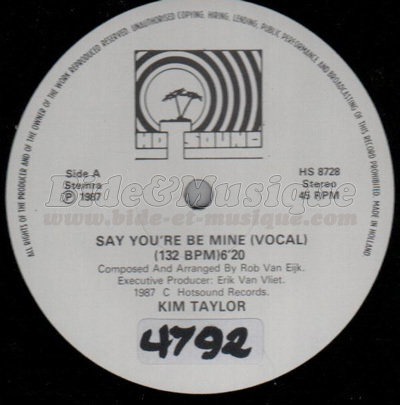 UNAUTHORISED COPYING, HIRING, LENDING, PUBLIC PERFORMANCE AND BROADCASTING OF THIS RECORD PROHIBITED. MADE IN HOLLAND
ALL RIGHTS OF THE PRODUCER AND OF THE OWNER OF THE WORK REPRODUCED RESERVED.
HOT SOUND
Side A
Stemra
Ⓟ 1987
HS 8728
Stereo
45 RPM
Bide&Musique
www.bide-et-musique.com
SAY YOU'RE BE MINE (VOCAL)
(132 BPM)6'20
Composed And Arranged By Rob Van Eijk.
Executive Producer: Erik Van Vliet.
1987 C Hotsound Records.
KIM TAYLOR
4792